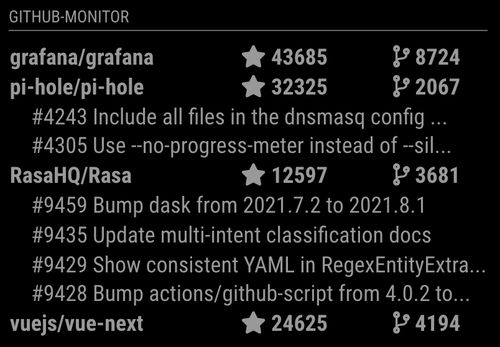 GITHUB-MONITOR
grafana/grafana 43685 8724
pi-hole/pi-hole 32325 2067
#4243 Include all files in the dnsmasq config ...
#4305 Use --no-progress-meter instead of --sil...
RasaHQ/Rasa 12597 3681
#9459 Bump dask from 2021.7.2 to 2021.8.1
#9435 Update multi-intent classification docs
#9429 Show consistent YAML in RegexEntityExtra...
#9428 Bump actions/github-script from 4.0.2 to...
vuejs/vue-next 24625 4194